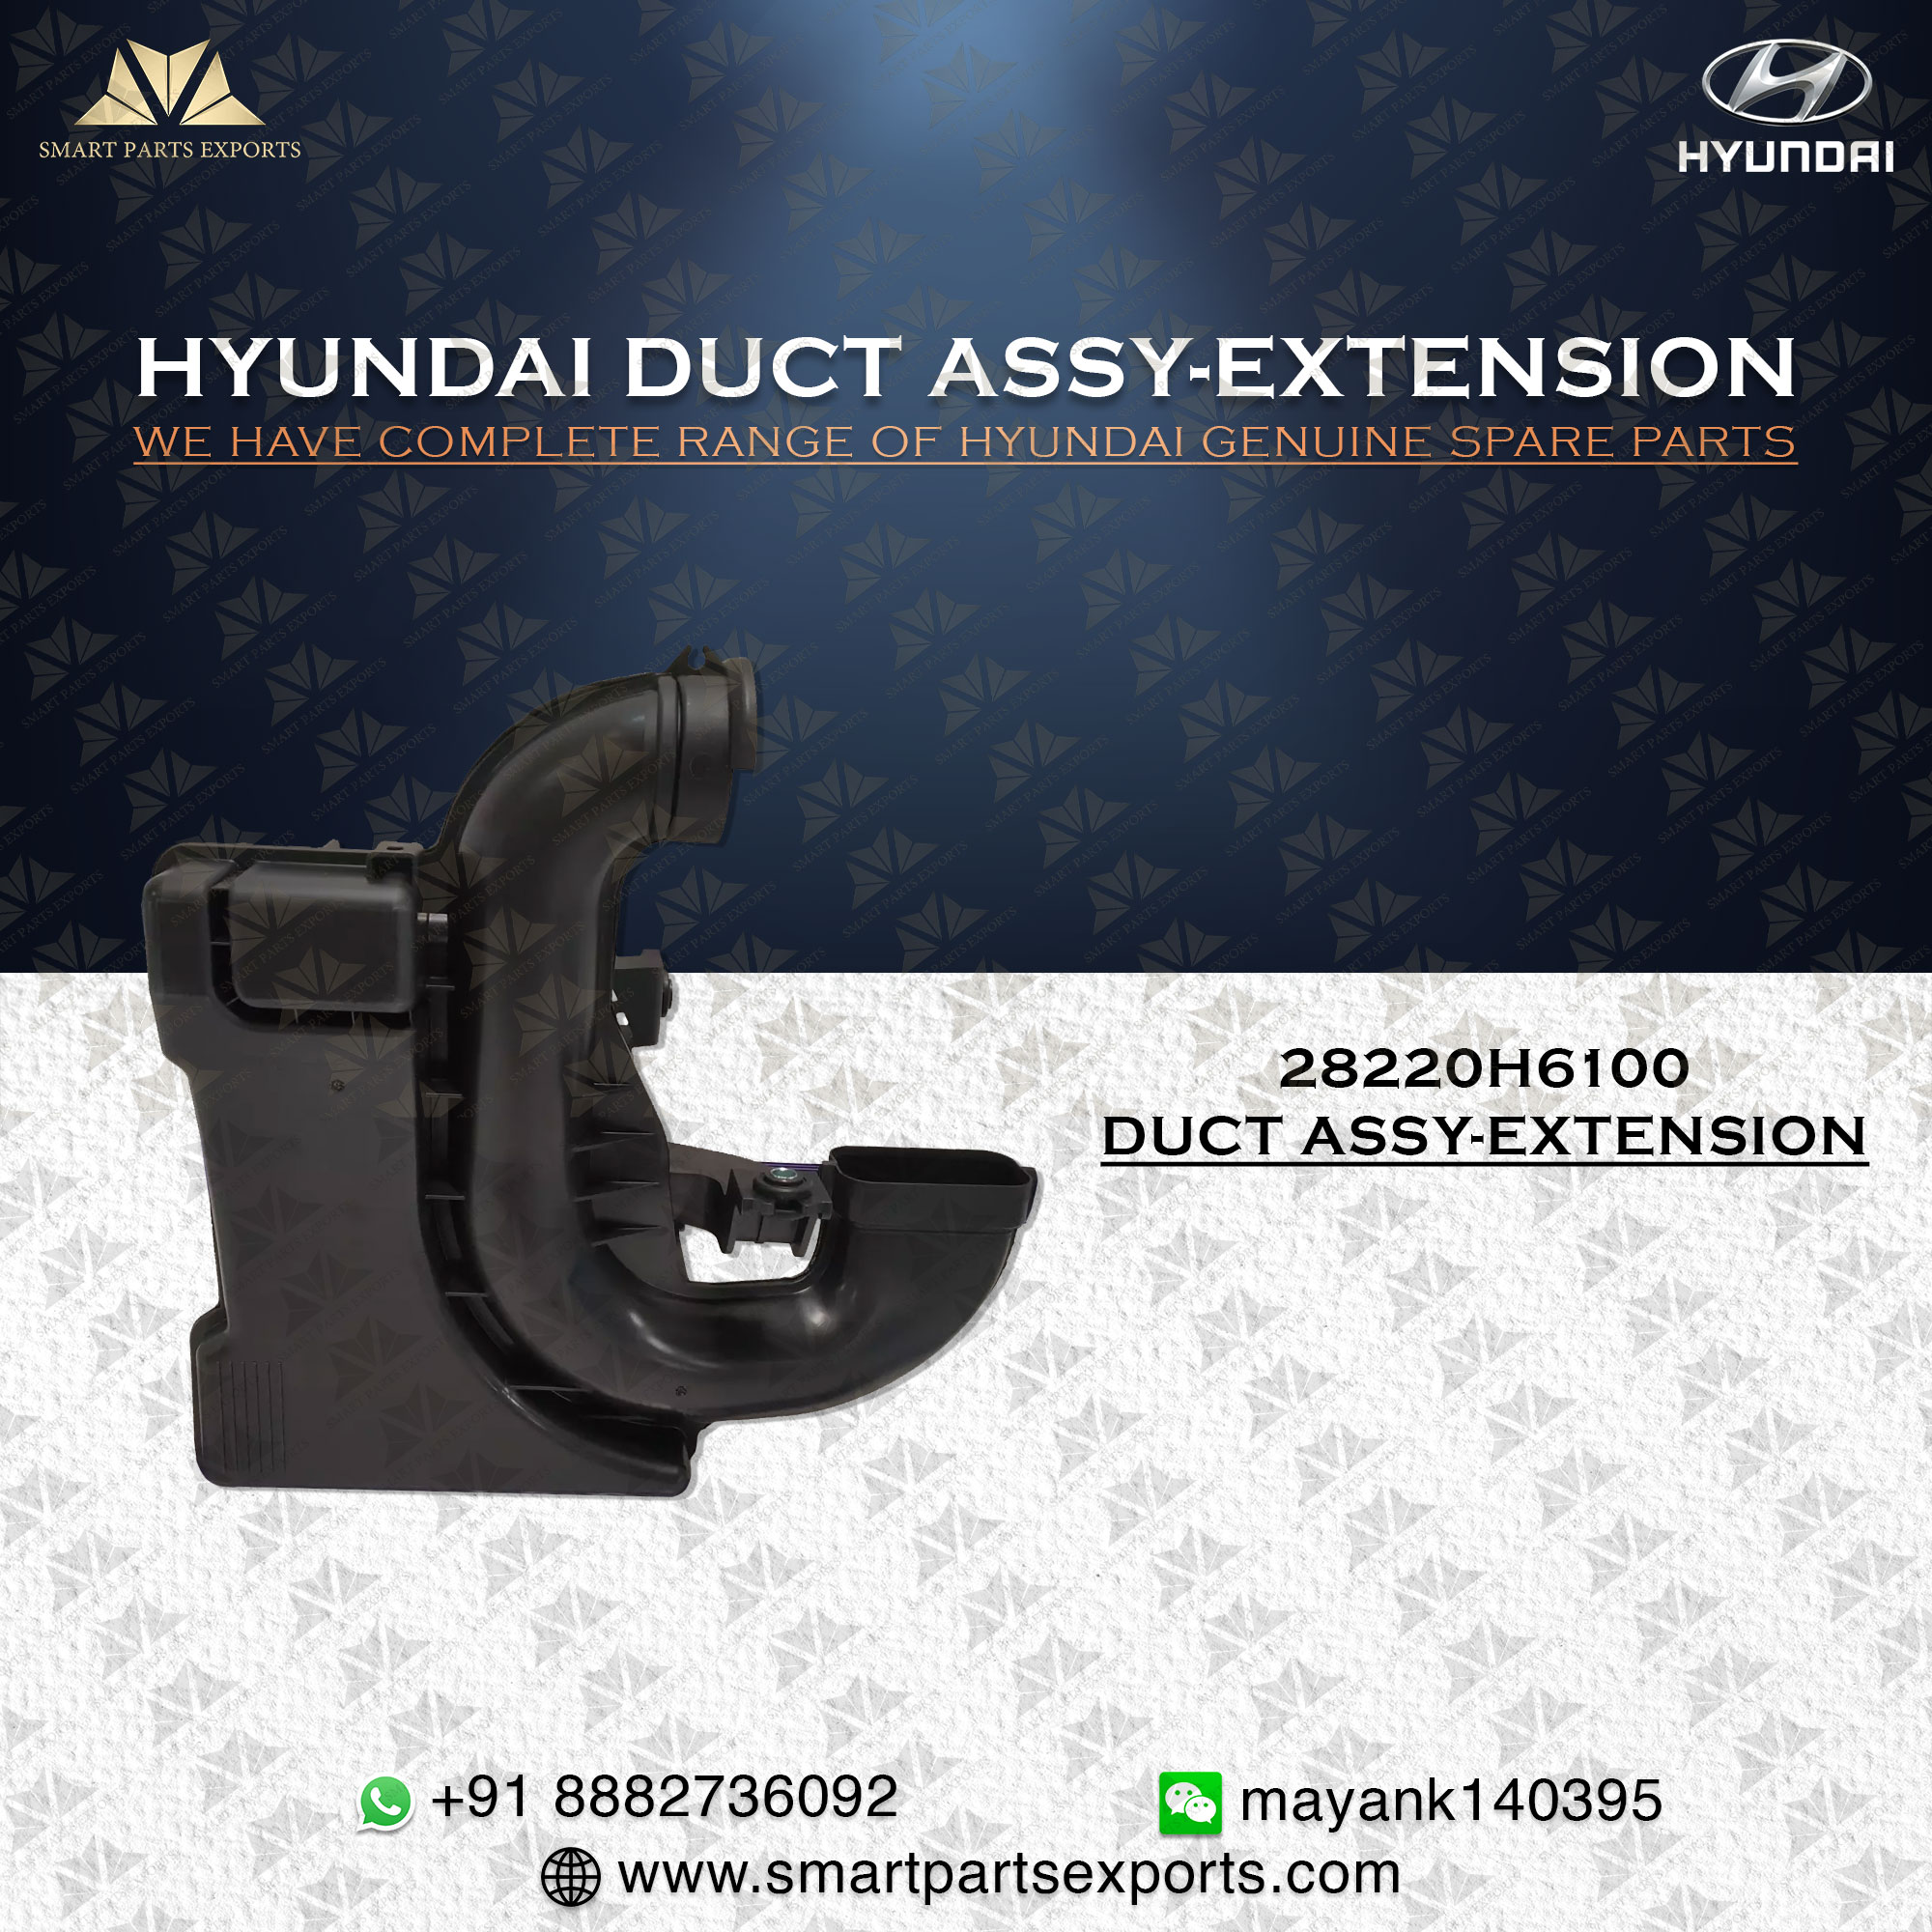 SMART PARTS EXPORTS
HYUNDAI
HYUNDAI DUCT ASSY-EXTENSION
WE HAVE COMPLETE RANGE OF HYUNDAI GENUINE SPARE PARTS
28220H6100
DUCT ASSY-EXTENSION
+91 8882736092
mayank140395
www.smartpartsexports.com